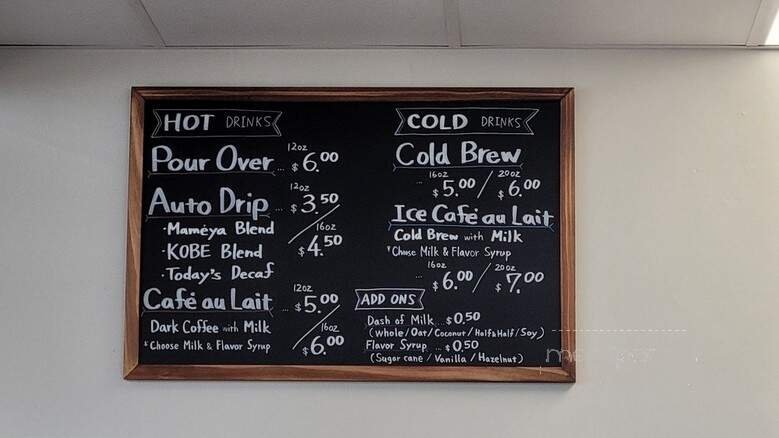 HOT DRINKS
Pour Over ... 12oz $6.00
Auto Drip ... 12oz $3.50 / 16oz $4.50
·Mameya Blend
·KOBE Blend
·Today's Decaf
Café au Lait ... 12oz $5.00 / 16oz $6.00
Dark Coffee with Milk
*Choose Milk & Flavor Syrup
COLD DRINKS
Cold Brew
... 16oz $5.00 / 20oz $6.00
Ice Café au Lait
Cold Brew with Milk
*Choose Milk & Flavor Syrup
... 16oz $6.00 / 20oz $7.00
ADD ONS
Dash of Milk ... $0.50
(Whole/Oat/Coconut/Half&Half/Soy)
Flavor Syrup ... $0.50
(Sugar cane / Vanilla / Hazelnut)